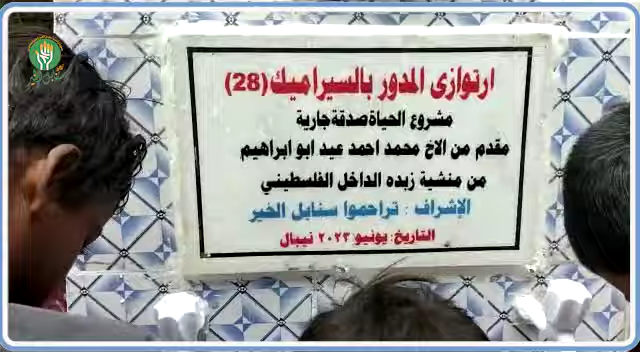 ارتوازى المدور بالسيراميك(28)
مشروع الحياة صدقة جارية
مقدم من الاخ محمد احمد عيد ابو ابراهيم
من منشية زبده الداخل الفلسطيني
الإشراف : تراحموا سنابل الخير
التاريخ: يونيو ٢٠٢٣ نيبال